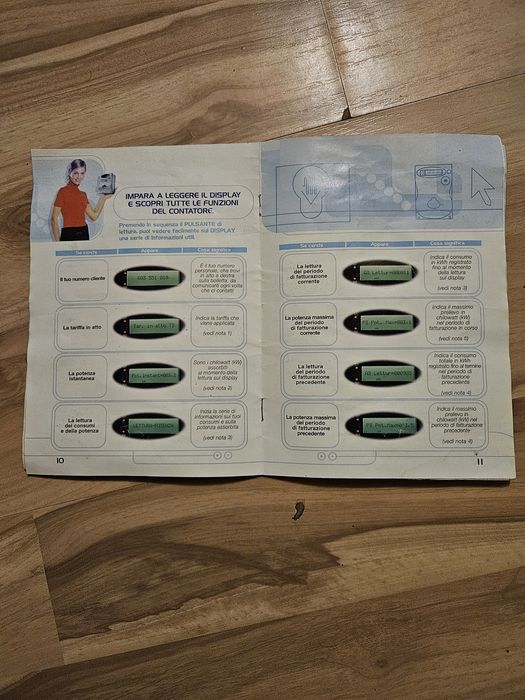 IMPARA A LEGGERE IL DISPLAY
E SCOPRI TUTTE LE FUNZIONI
DEL CONTATORE.
Premendo in sequenza il PULSANTE di
lettura, puoi vedere facilmente sul DISPLAY
una serie di informazioni utili.
Se cerchi
Appare
Cosa significa
Il tuo numero cliente
È il tuo numero
personale, che trovi
in alto a destra
sulla bolletta, da
comunicare ogni volta
che ci contatti
La tariffa in atto
Tar. in atto T3
Indica la tariffa che
viene applicata
(vedi nota 1)
La potenza
istantanea
Sono i chilowatt (kW)
assorbiti
al momento della
lettura sul display
(vedi nota 2)
La lettura
dei consumi
e della potenza
LETTURA-POTENZA
Inizia la serie di
informazioni sui tuoi
consumi e sulla
potenza assorbita
(vedi nota 3)
10
Se cerchi
Appare
Cosa significa
La lettura
del periodo
di fatturazione
corrente
Indica il consumo
in kWh registrato
fino al momento
della lettura
sul display
(vedi nota 3)
La potenza massima
del periodo
di fatturazione
corrente
Indica il massimo
prelievo in
chilowatt (kW)
nel periodo di
fatturazione in corso
(vedi nota 5)
La lettura
del periodo
di fatturazione
precedente
Indica il consumo
totale in kWh
registrato fino al termine
nel periodo di
fatturazione
precedente
(vedi nota 4)
La potenza massima
del periodo
di fatturazione
precedente
Indica il massimo
prelievo in
chilowatt (kW) nel
periodo di fatturazione
precedente
(vedi nota 4)
11